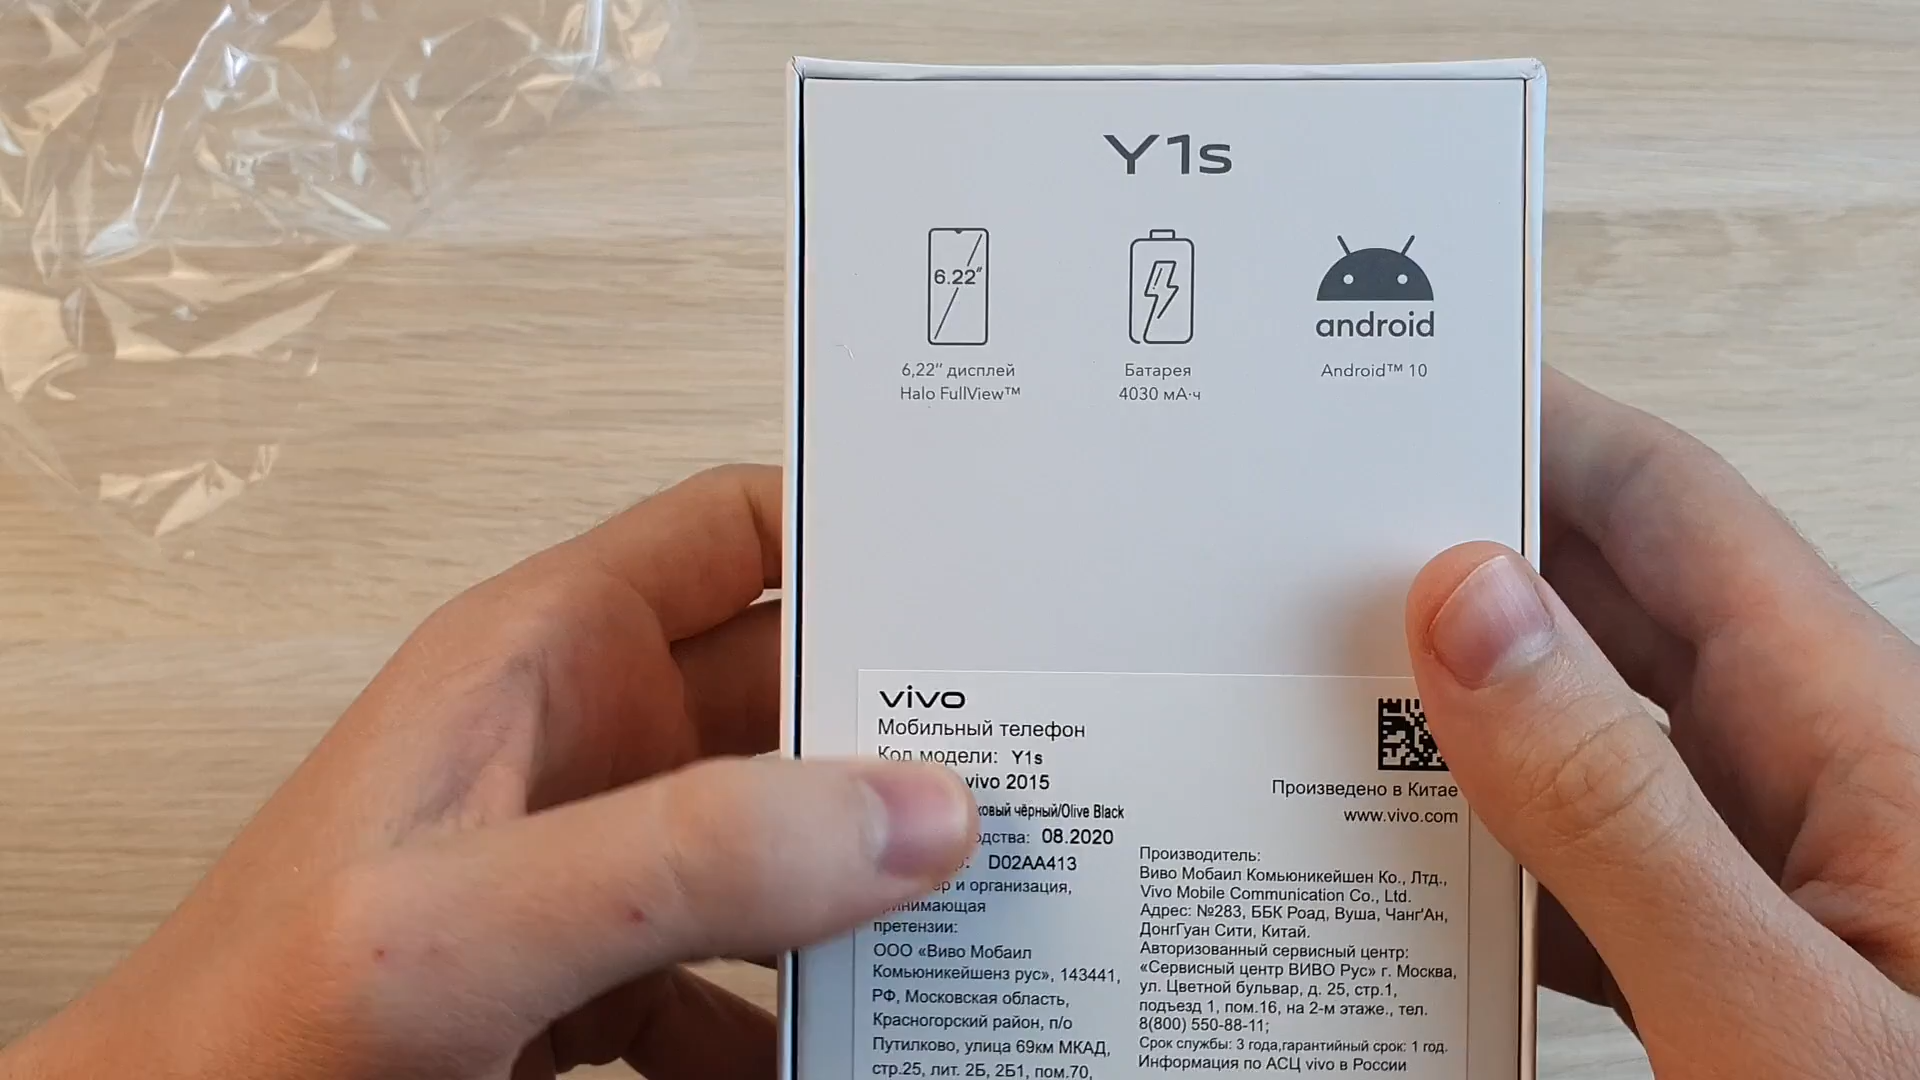 Y1s
6.22"
android
6,22" дисплей
Halo FullView™
Батарея
4030 мА·ч
Android™ 10
vivo
Мобильный телефон
Код модели: Y1s
vivo 2015
чёрный/Olive Black
08.2020
D02AA413
и организация,
претензии:
ООО «Виво Мобаил
Комьюникейшенз рус», 143441,
РФ, Московская область,
Красногорский район, п/о
Путилково, улица 69км МКАД,
стр.25, лит. 2Б, 2Б1, пом.70,
Произведено в Китае
www.vivo.com
Производитель:
Виво Мобаил Комьюникейшен Ко., Лтд.,
Vivo Mobile Communication Co., Ltd.
Адрес: №283, ББК Роад, Вуша, Чанг'Ан,
ДонгГуан Сити, Китай.
Авторизованный сервисный центр:
«Сервисный центр ВИВО Рус» г. Москва,
ул. Цветной бульвар, д. 25, стр.1,
подъезд 1, пом.16, на 2-м этаже., тел.
8(800) 550-88-11;
Срок службы: 3 года,гарантийный срок: 1 год.
Информация по АСЦ vivo в России